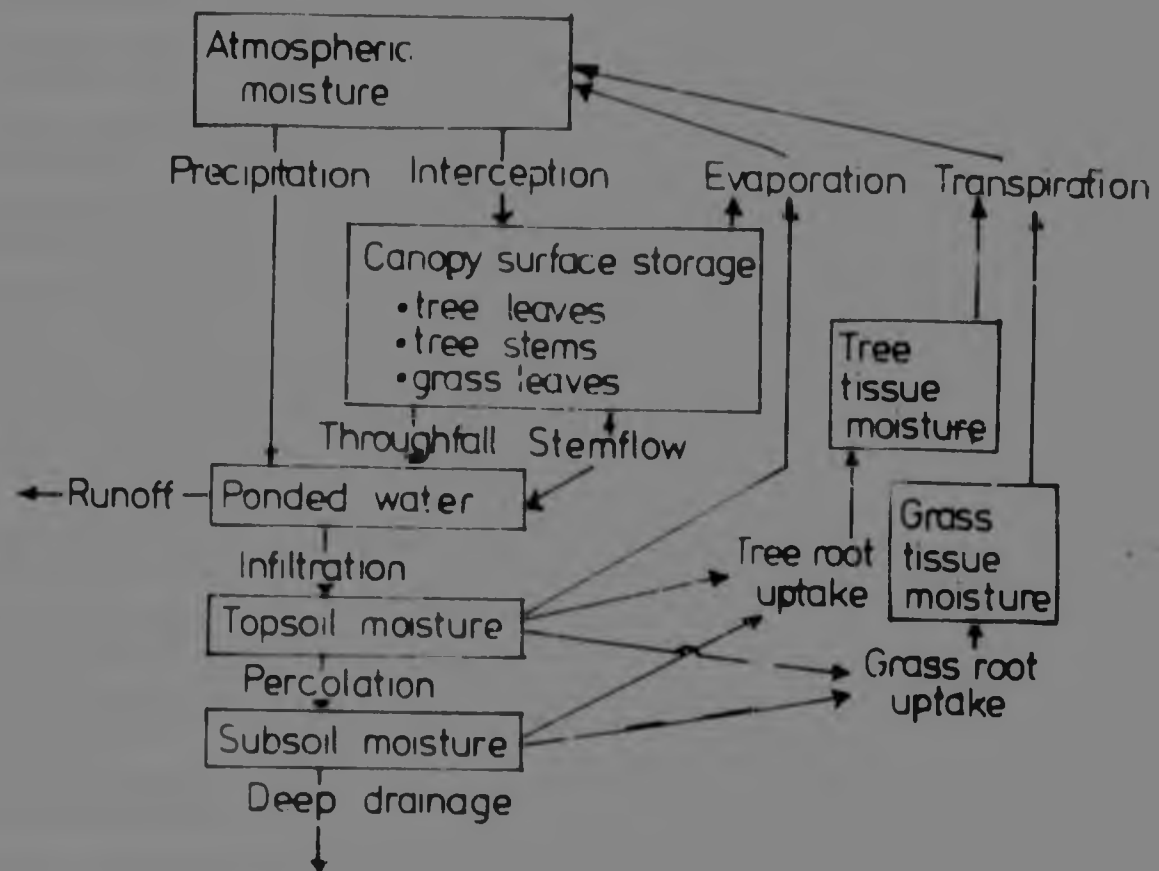 Atmospheric
moisture
Precipitation Interception Evaporation Transpiration
Canopy surface storage
• tree leaves
• tree stems
• grass leaves
Throughfall Stemflow
Runoff Ponded water
Infiltration
Topsoil moisture
Percolation
Subsoil moisture
Deep drainage
Tree
tissue
moisture
Grass
tissue
moisture
Tree root
uptake
Grass root
uptake